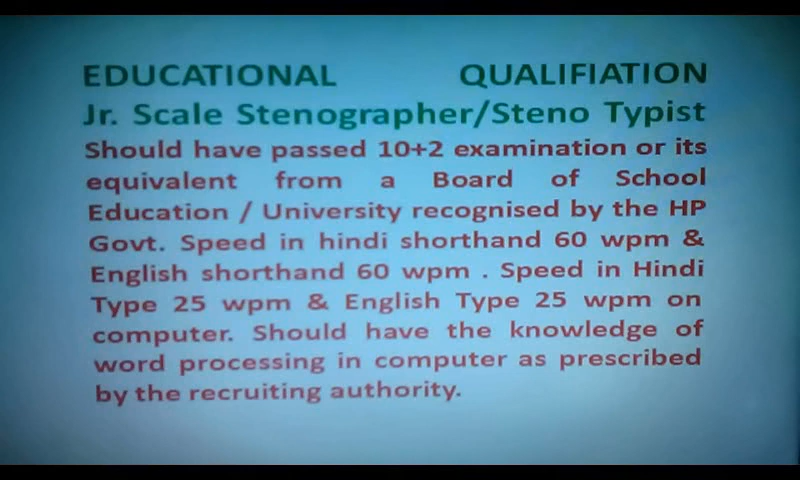 EDUCATIONAL QUALIFIATION
Jr. Scale Stenographer/Steno Typist
Should have passed 10+2 examination or its
equivalent from a Board of School
Education / University recognised by the HP
Govt. Speed in hindi shorthand 60 wpm &
English shorthand 60 wpm . Speed in Hindi
Type 25 wpm & English Type 25 wpm on
computer. Should have the knowledge of
word processing in computer as prescribed
by the recruiting authority.